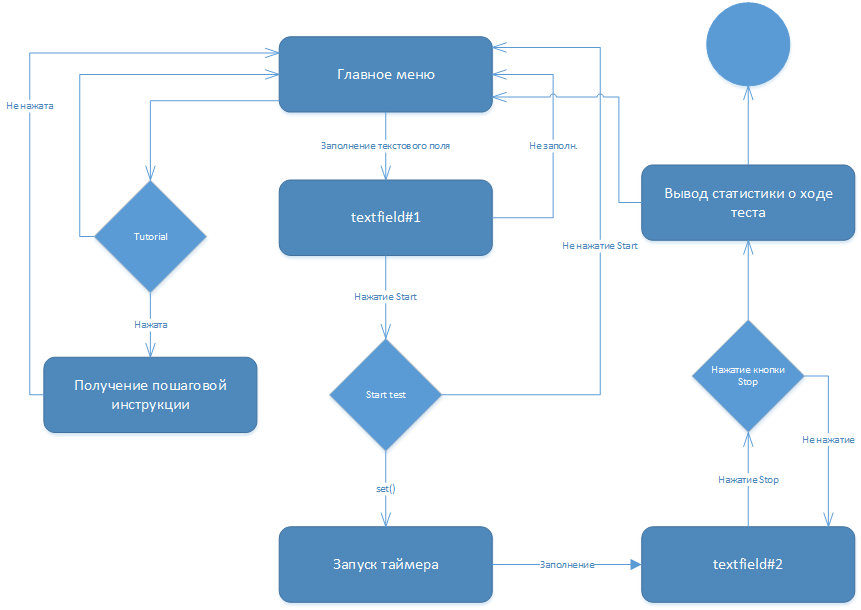 Главное меню
Не нажата
Заполнение текстового поля
Не заполн.
Вывод статистики о ходе
теста
textfield#1
Tutorial
Не нажатие Start
Нажатие Start
Нажата
Получение пошаговой
инструкции
Start test
Нажатие кнопки
Stop
Не нажатие
Нажатие Stop
set()
Запуск таймера
Заполнение
textfield#2